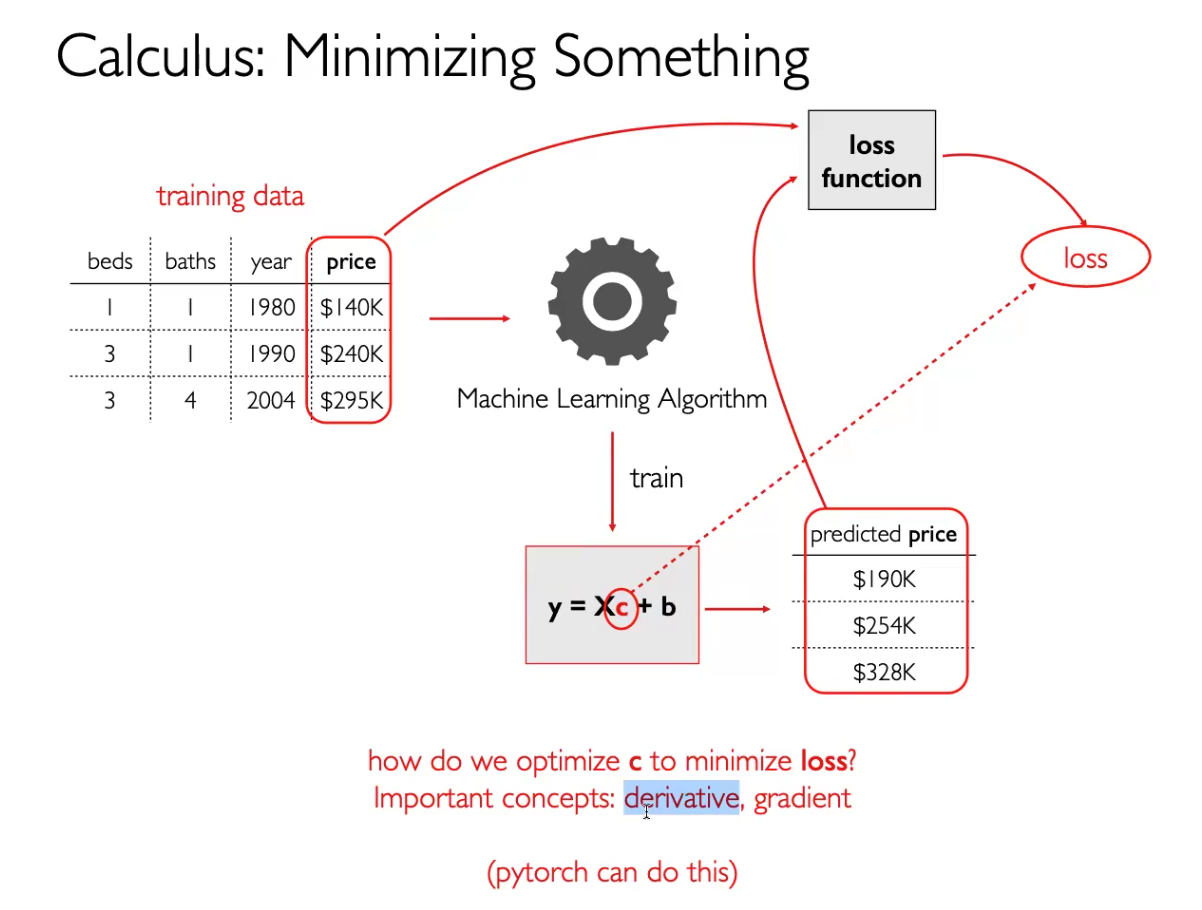 Calculus: Minimizing Something
loss
function
training data
loss
beds baths year price
1 1 1980 $140K
3 1 1990 $240K
3 4 2004 $295K
Machine Learning Algorithm
train
y = Xc + b
predicted price
$190K
$254K
$328K
how do we optimize c to minimize loss?
Important concepts: derivative, gradient
(pytorch can do this)